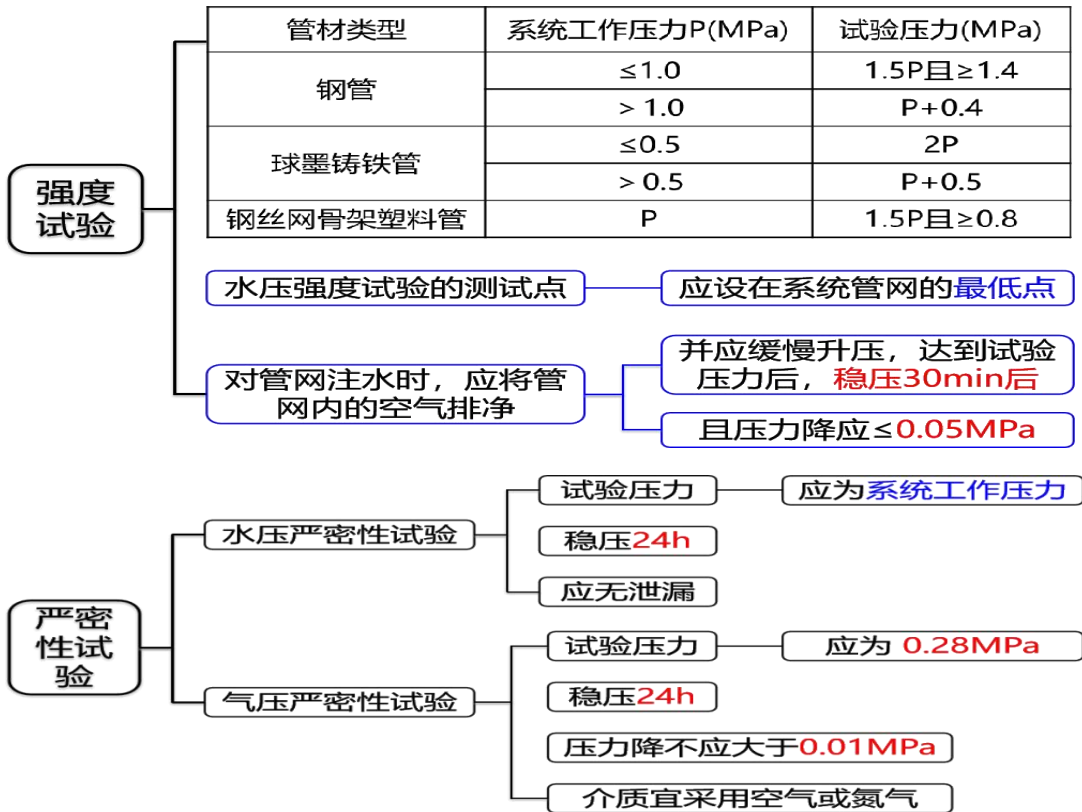 管材类型 系统工作压力P(MPa) 试验压力(MPa)
钢管 ≤1.0 1.5P且≥1.4
> 1.0 P+0.4
球墨铸铁管 ≤0.5 2P
> 0.5 P+0.5
钢丝网骨架塑料管 P 1.5P且≥0.8
强度
试验
水压强度试验的测试点 应设在系统管网的最低点
对管网注水时，应将管
网内的空气排净
并应缓慢升压，达到试验
压力后，稳压30min后
且压力降应≤0.05MPa
严密
性试
验
水压严密性试验
试验压力 应为系统工作压力
稳压24h
应无泄漏
气压严密性试验
试验压力 应为 0.28MPa
稳压24h
压力降不应大于0.01MPa
介质宜采用空气或氮气